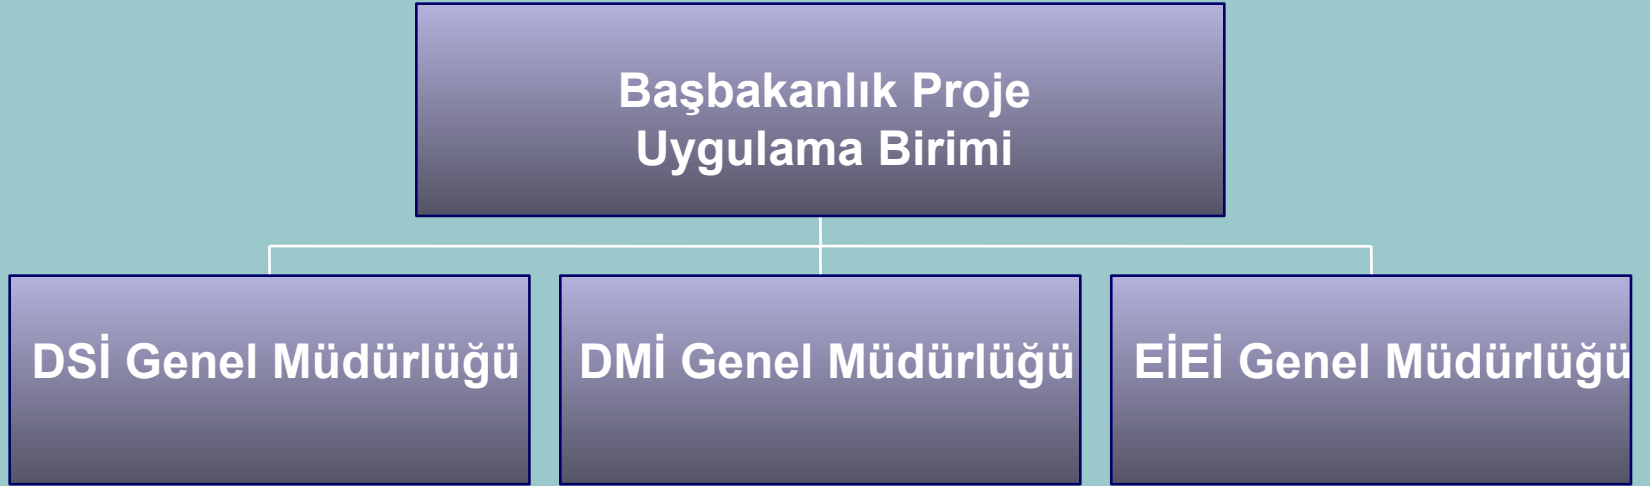 Başbakanlık Proje
Uygulama Birimi
DSİ Genel Müdürlüğü
DMİ Genel Müdürlüğü
EİEİ Genel Müdürlüğü